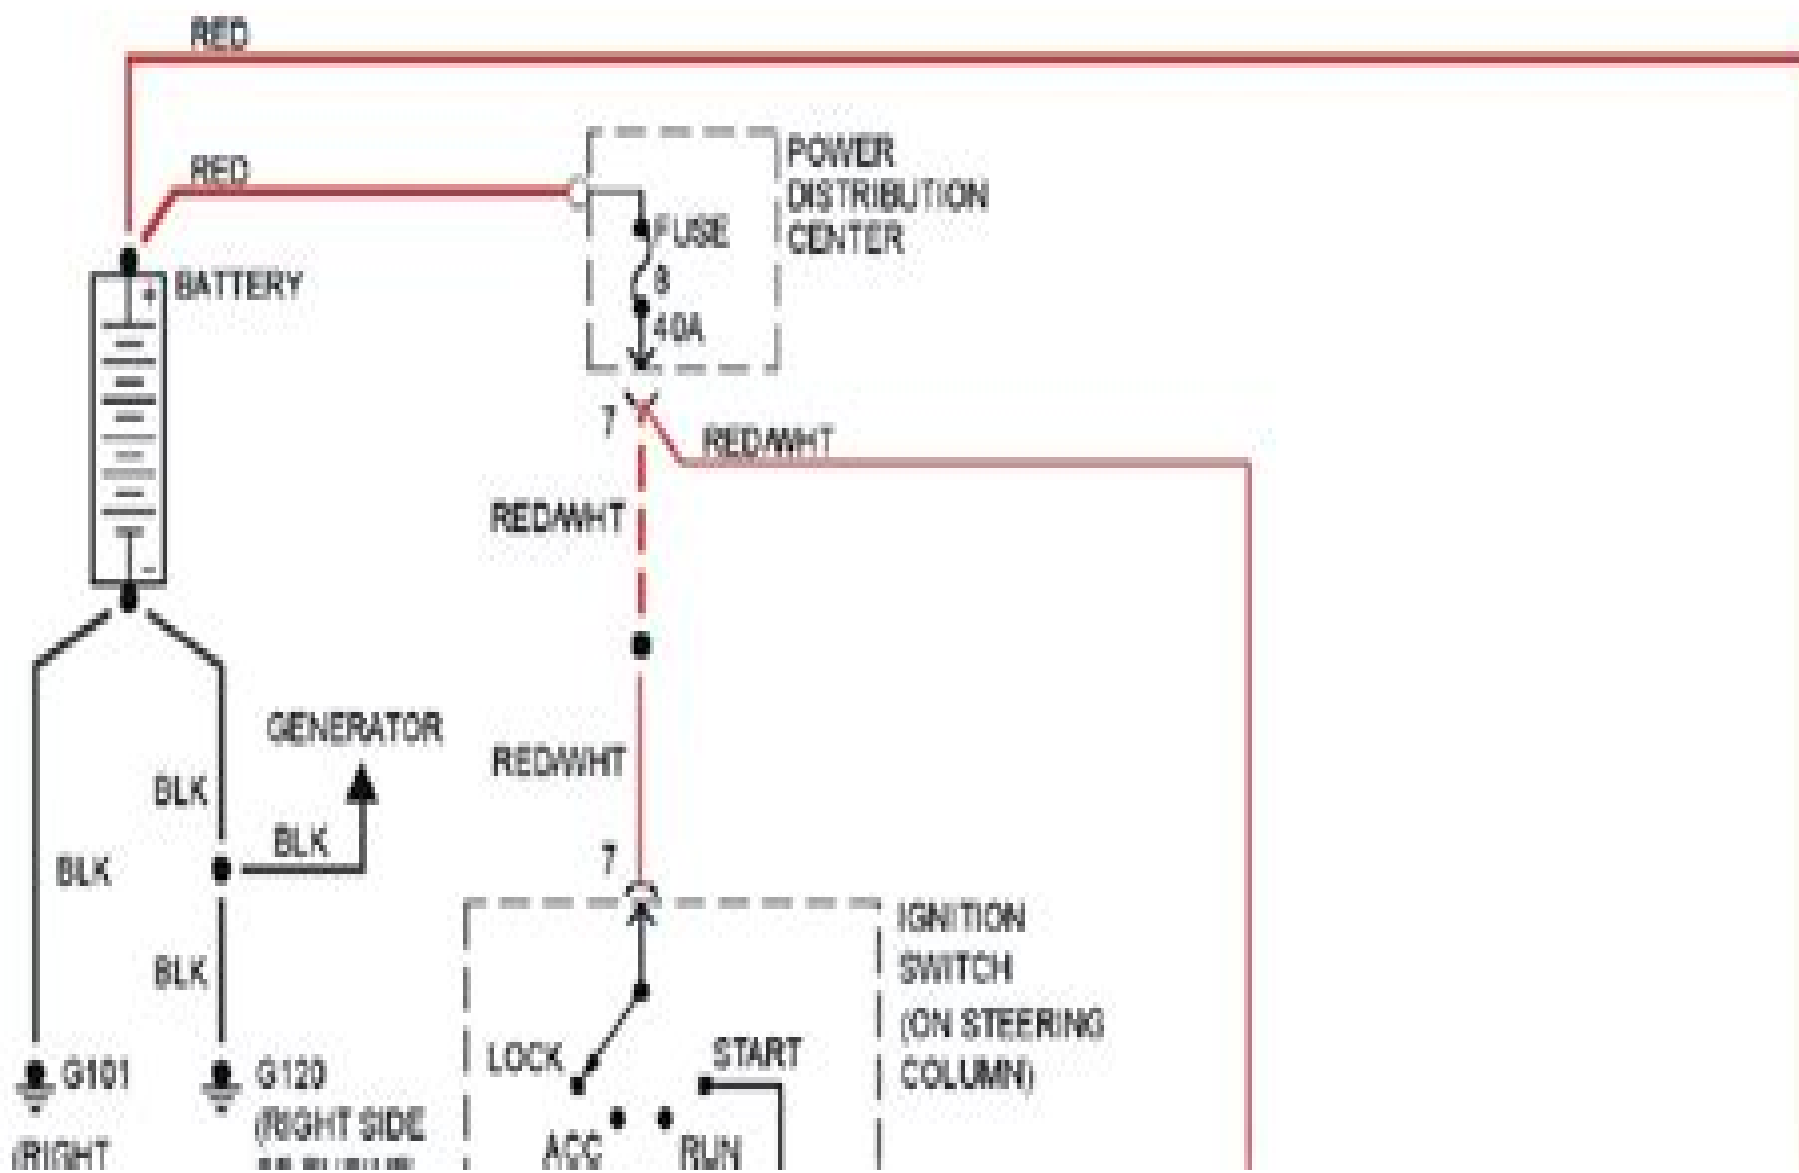 RED
RED
POWER
DISTRIBUTION
CENTER
FUSE
8
40A
BATTERY
+
-
7
RED/WHT
RED/WHT
GENERATOR
RED/WHT
BLK
BLK
BLK
7
BLK
IGNITION
SWITCH
(ON STEERING
COLUMN)
LOCK
START
G101
G120
(RIGHT SIDE
(RIGHT
ACC
RUN